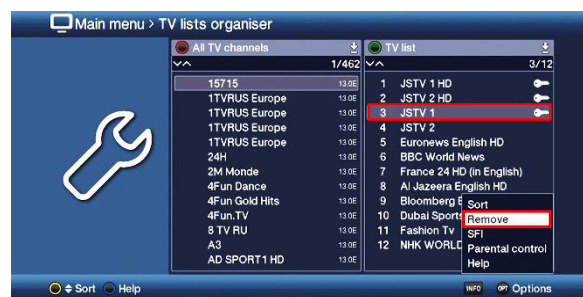 Main menu > TV lists organiser
All TV channels
1/462
15715 13.0E
1TVRUS Europe 13.0E
1TVRUS Europe 13.0E
1TVRUS Europe 13.0E
1TVRUS Europe 13.0E
24H 13.0E
2M Monde 13.0E
4Fun Dance 13.0E
4Fun Gold Hits 13.0E
4Fun.TV 13.0E
8 TV RU 13.0E
A3 13.0E
AD SPORT1 HD 13.0E
TV list
3/12
1 JSTV 1 HD
2 JSTV 2 HD
3 JSTV 1
4 JSTV 2
5 Euronews English HD
6 BBC World News
7 France 24 HD (in English)
8 Al Jazeera English HD
9 Bloomberg E
10 Dubai Sports
11 Fashion Tv
12 NHK WORLD
Sort
Remove
SFI
Parental control
Help
Sort Help
INFO OPT Options